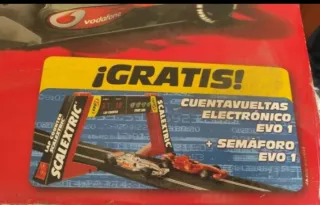 vodafone
¡GRATIS!
CUENTAVUELTAS
ELECTRÓNICO
EVO 1
+ SEMÁFORO
EVO 1
SCALEXTRIC
SCALEXTRIC